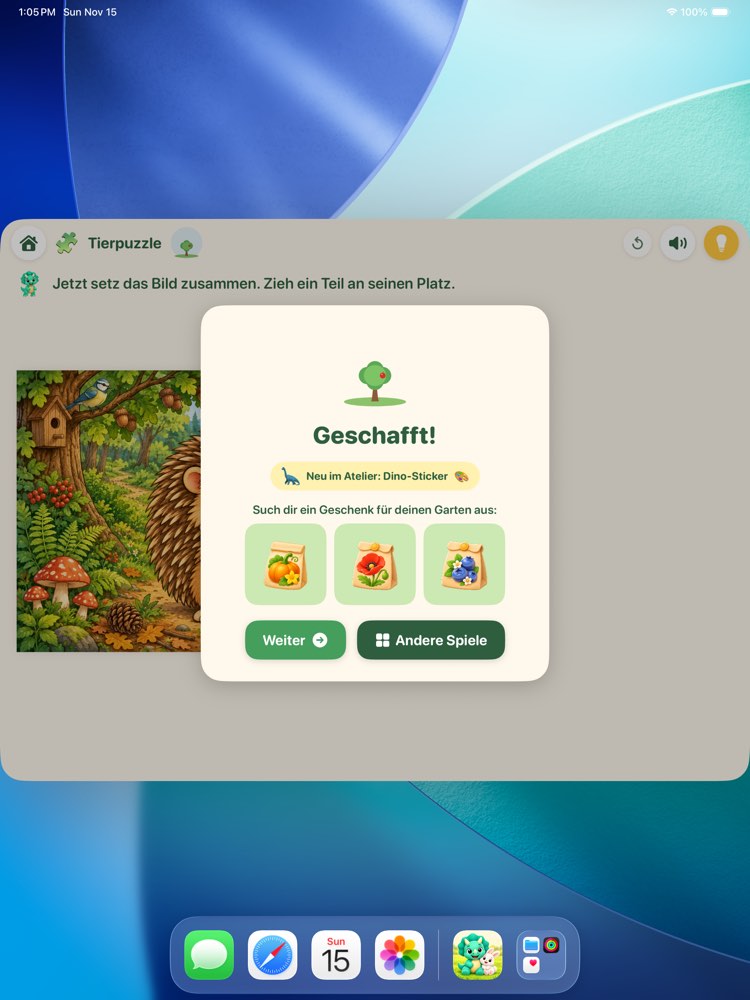 1:05 PM Sun Nov 15
100%
Tierpuzzle
Jetzt setz das Bild zusammen. Zieh ein Teil an seinen Platz.
Geschafft!
Neu im Atelier: Dino-Sticker
Such dir ein Geschenk für deinen Garten aus:
Weiter
Andere Spiele
Sun
15